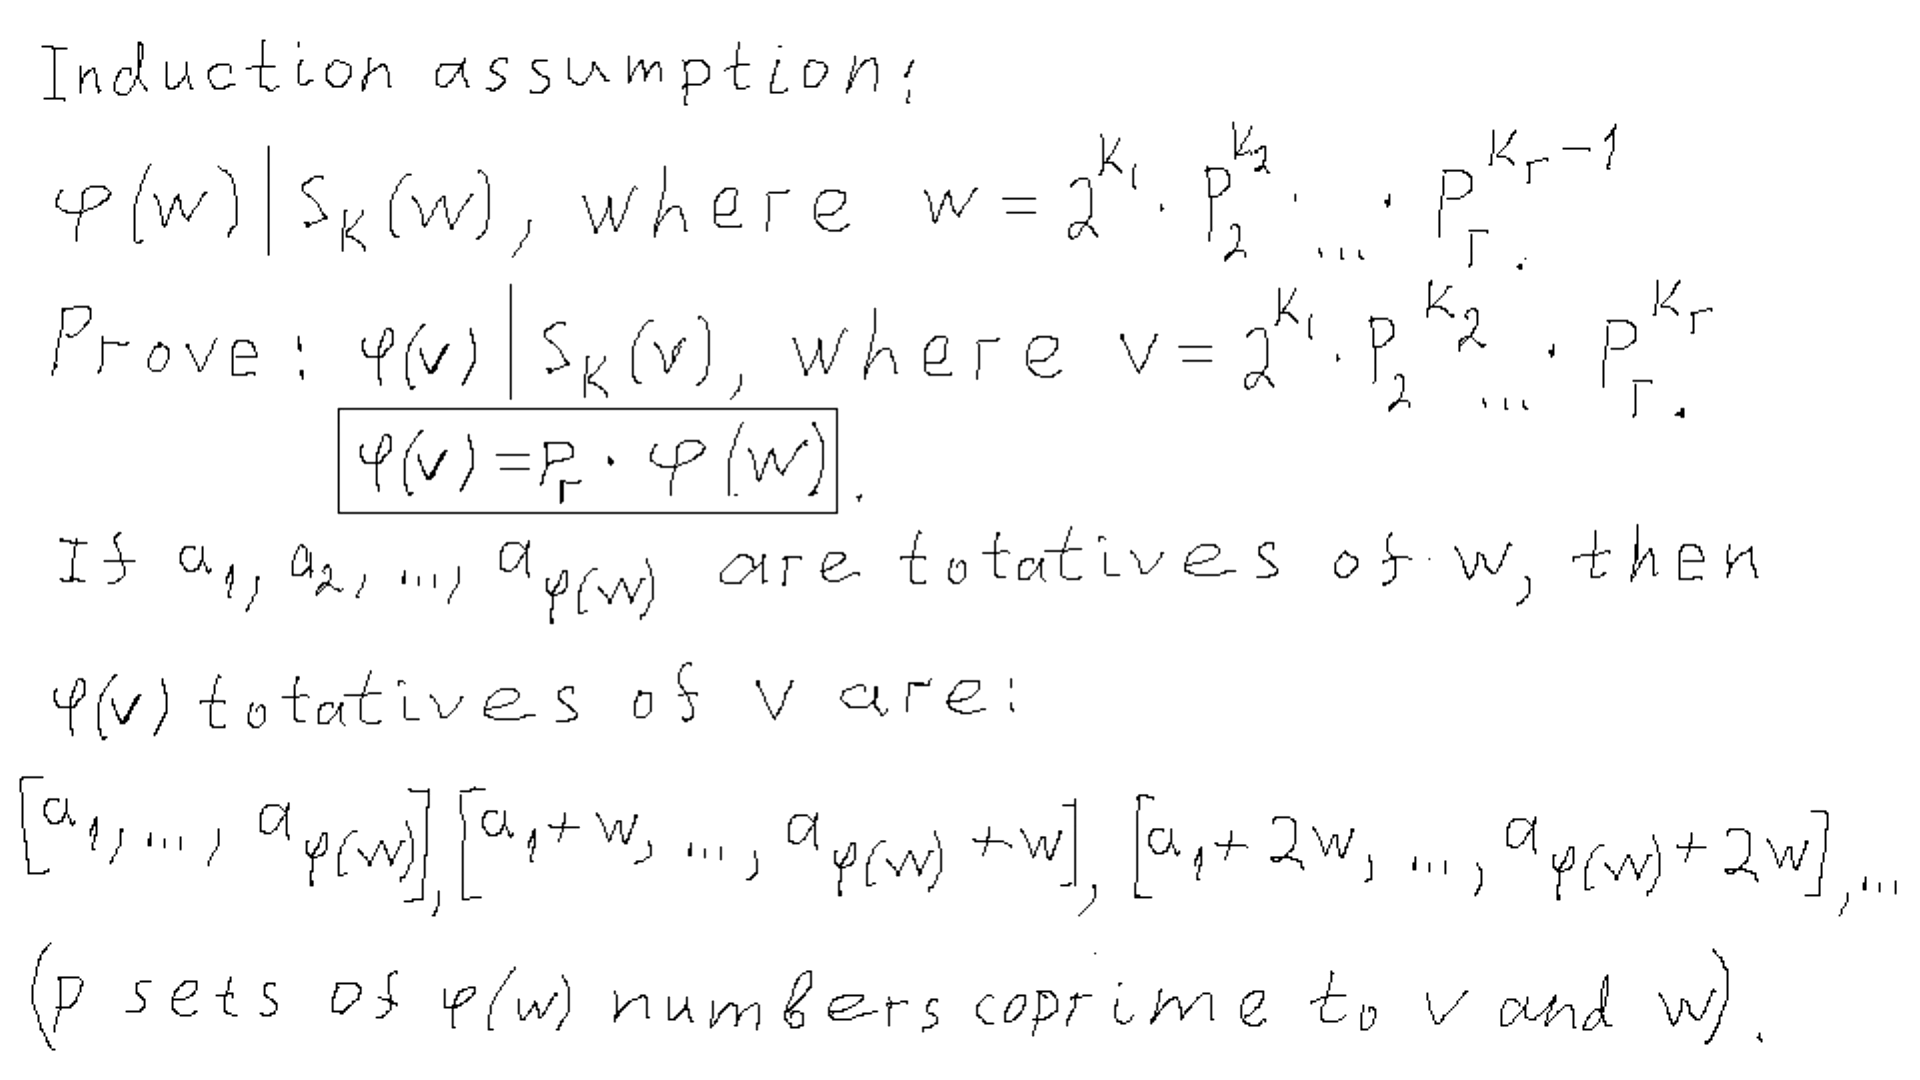 Induction assumption:
φ(w) | S_K(w), where w = 2^{K_1} · P_2^{K_2} · ... · P_r^{K_r - 1}.
Prove: φ(v) | S_K(v), where v = 2^{K_1} · P_2^{K_2} ... · P_r^{K_r}.
φ(v) = P_r · φ(w).
If a_1, a_2, ..., a_{φ(w)} are totatives of w, then
φ(v) totatives of v are:
[a_1, ..., a_{φ(w)}], [a_1 + w, ..., a_{φ(w)} + w], [a_1 + 2w, ..., a_{φ(w)} + 2w], ...
(p sets of φ(w) numbers coprime to v and w).